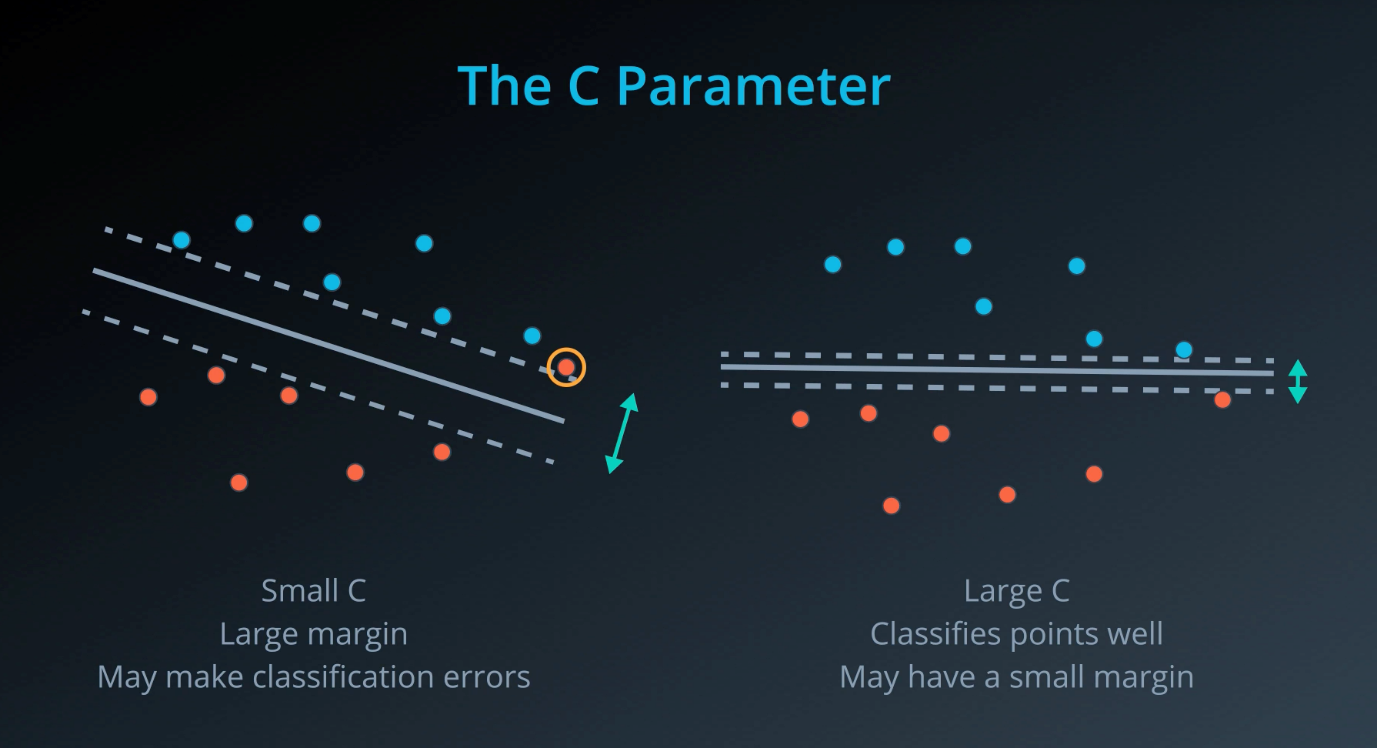 The C Parameter
Small C
Large margin
May make classification errors
Large C
Classifies points well
May have a small margin